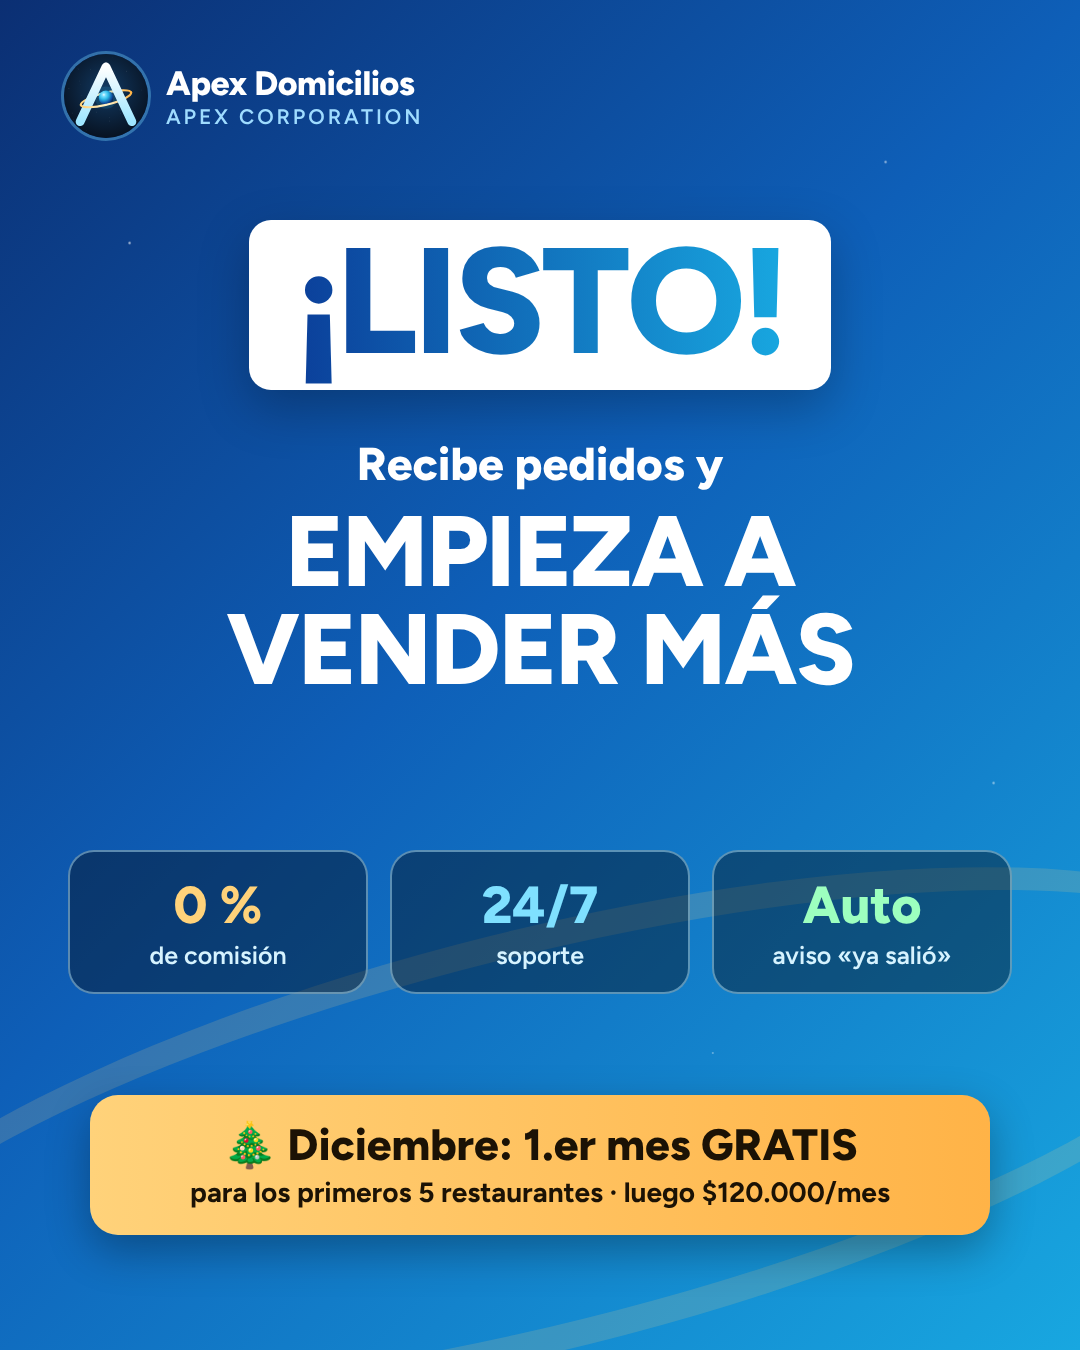 Apex Domicilios
APEX CORPORATION
¡LISTO!
Recibe pedidos y
EMPIEZA A
VENDER MÁS
0 %
de comisión
24/7
soporte
Auto
aviso «ya salió»
🎄 Diciembre: 1.er mes GRATIS
para los primeros 5 restaurantes · luego $120.000/mes